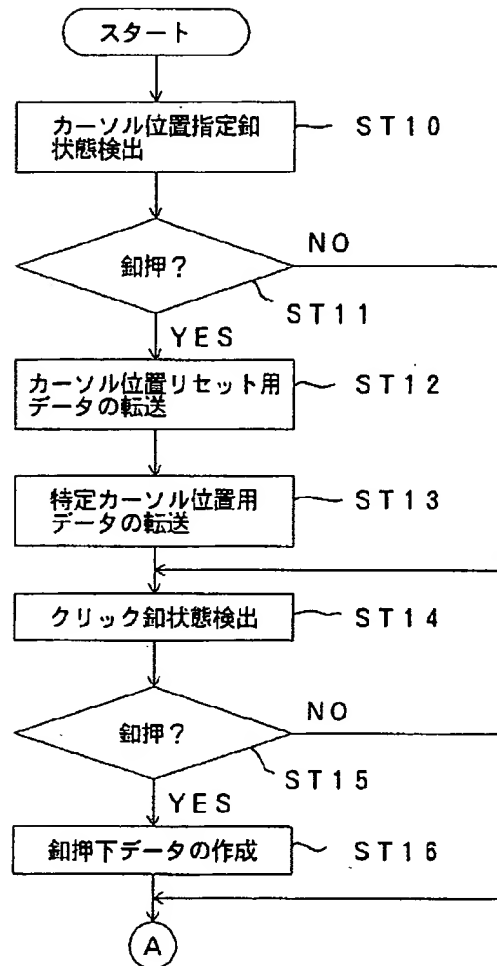 スタート
カーソル位置指定釦
状態検出
ST10
釦押?
NO
ST11
YES
カーソル位置リセット用
データの転送
ST12
特定カーソル位置用
データの転送
ST13
クリック釦状態検出
ST14
釦押?
NO
ST15
YES
釦押下データの作成
ST16
A